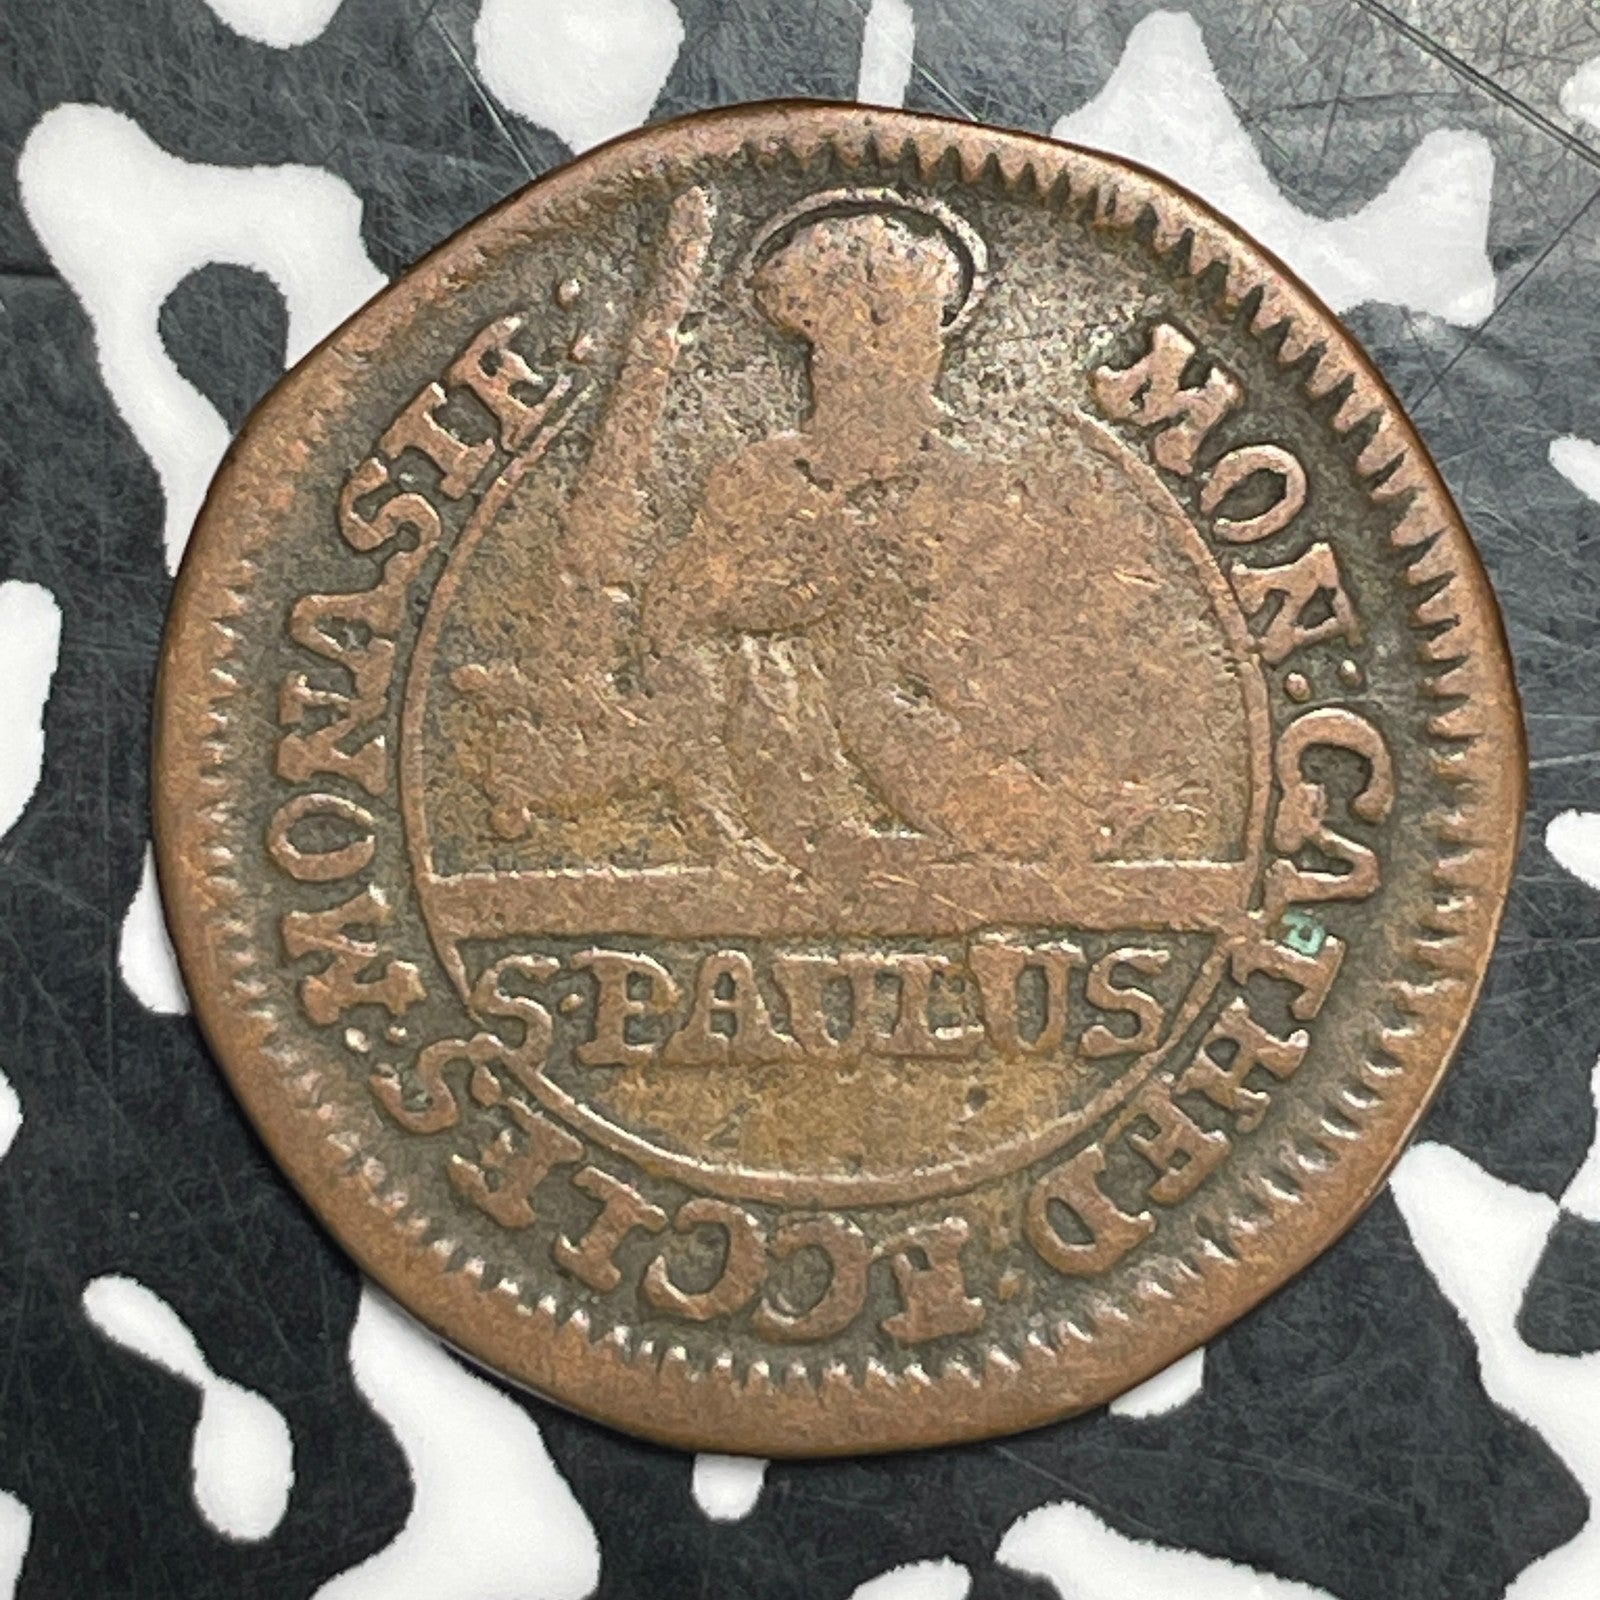 MON: CATHED · ECCLES: MONASTE:
S · PAULUS